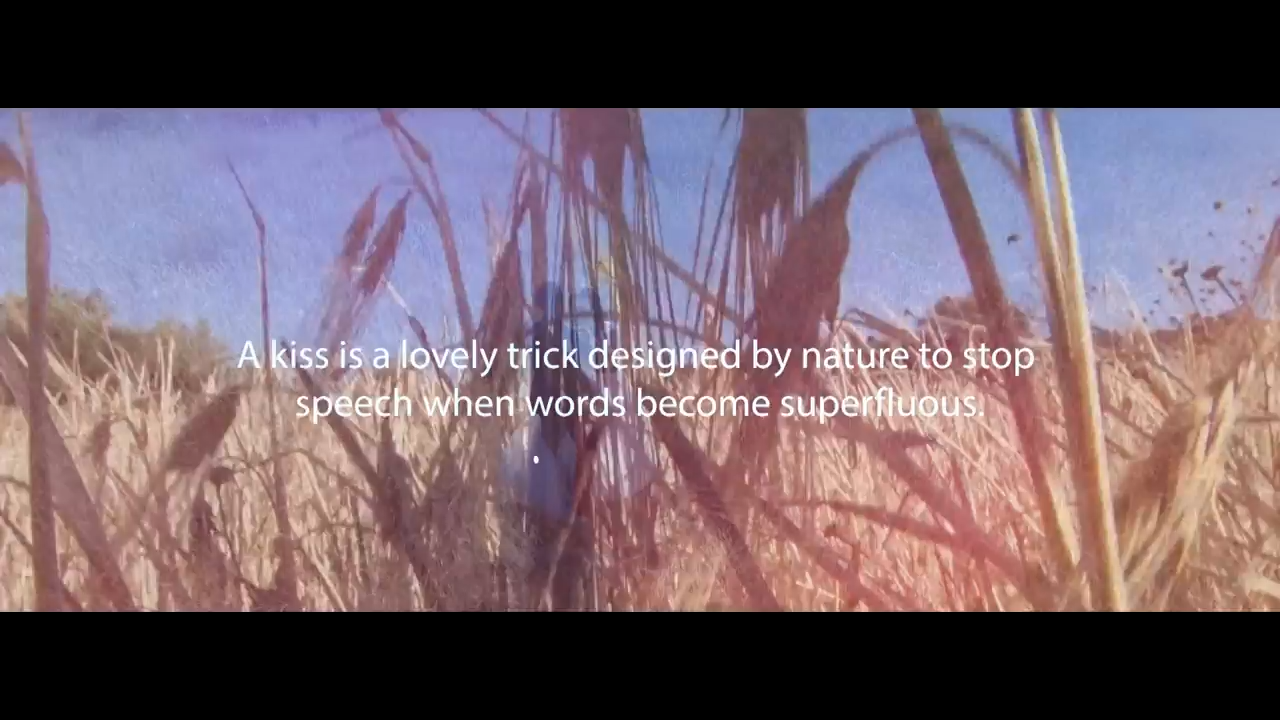 A kiss is a lovely trick designed by nature to stop
speech when words become superfluous.